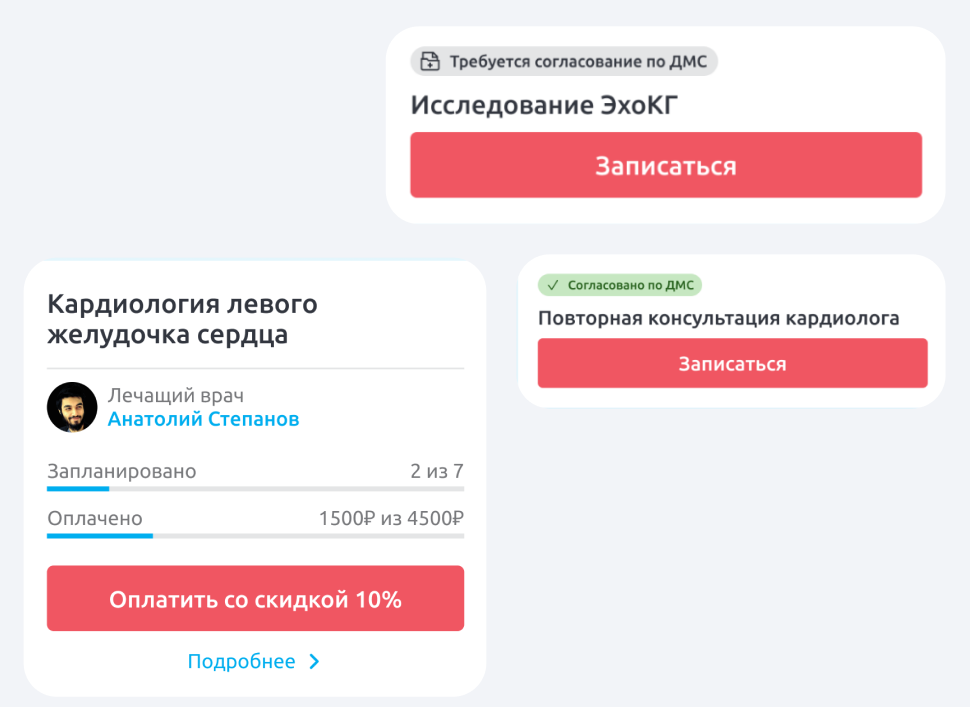 Требуется согласование по ДМС
Исследование ЭхоКГ
Записаться
Кардиология левого
желудочка сердца
Лечащий врач
Анатолий Степанов
Запланировано 2 из 7
Оплачено 1500₽ из 4500₽
Оплатить со скидкой 10%
Подробнее
Согласовано по ДМС
Повторная консультация кардиолога
Записаться